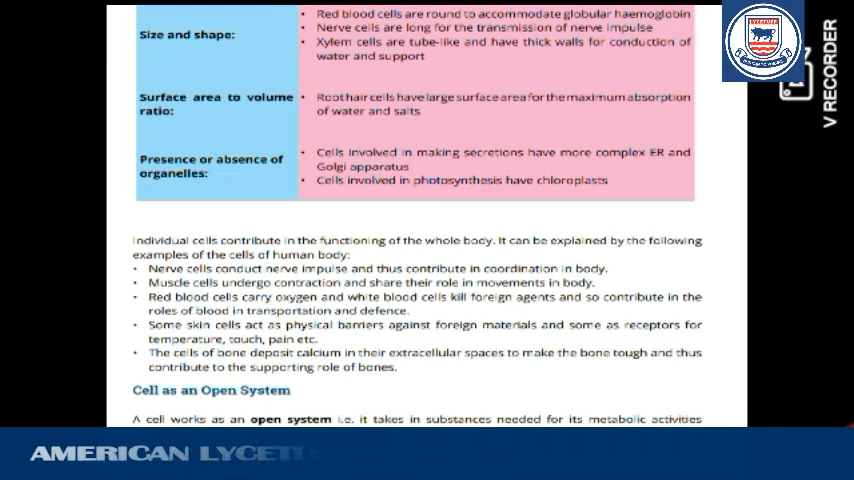 Size and shape:
• Red blood cells are round to accommodate globular haemoglobin
• Nerve cells are long for the transmission of nerve impulse
• Xylem cells are tube-like and have thick walls for conduction of
water and support
Surface area to volume
ratio:
• Root hair cells have large surface area for the maximum absorption
of water and salts
Presence or absence of
organelles:
• Cells involved in making secretions have more complex ER and
Golgi apparatus
• Cells involved in photosynthesis have chloroplasts
Individual cells contribute in the functioning of the whole body. It can be explained by the following
examples of the cells of human body:
• Nerve cells conduct nerve impulse and thus contribute in coordination in body.
• Muscle cells undergo contraction and share their role in movements in body.
• Red blood cells carry oxygen and white blood cells kill foreign agents and so contribute in the
roles of blood in transportation and defence.
• Some skin cells act as physical barriers against foreign materials and some as receptors for
temperature, touch, pain etc.
• The cells of bone deposit calcium in their extracellular spaces to make the bone tough and thus
contribute to the supporting role of bones.
Cell as an Open System
A cell works as an open system i.e. it takes in substances needed for its metabolic activities
V RECORDER
AMERICAN LYCET